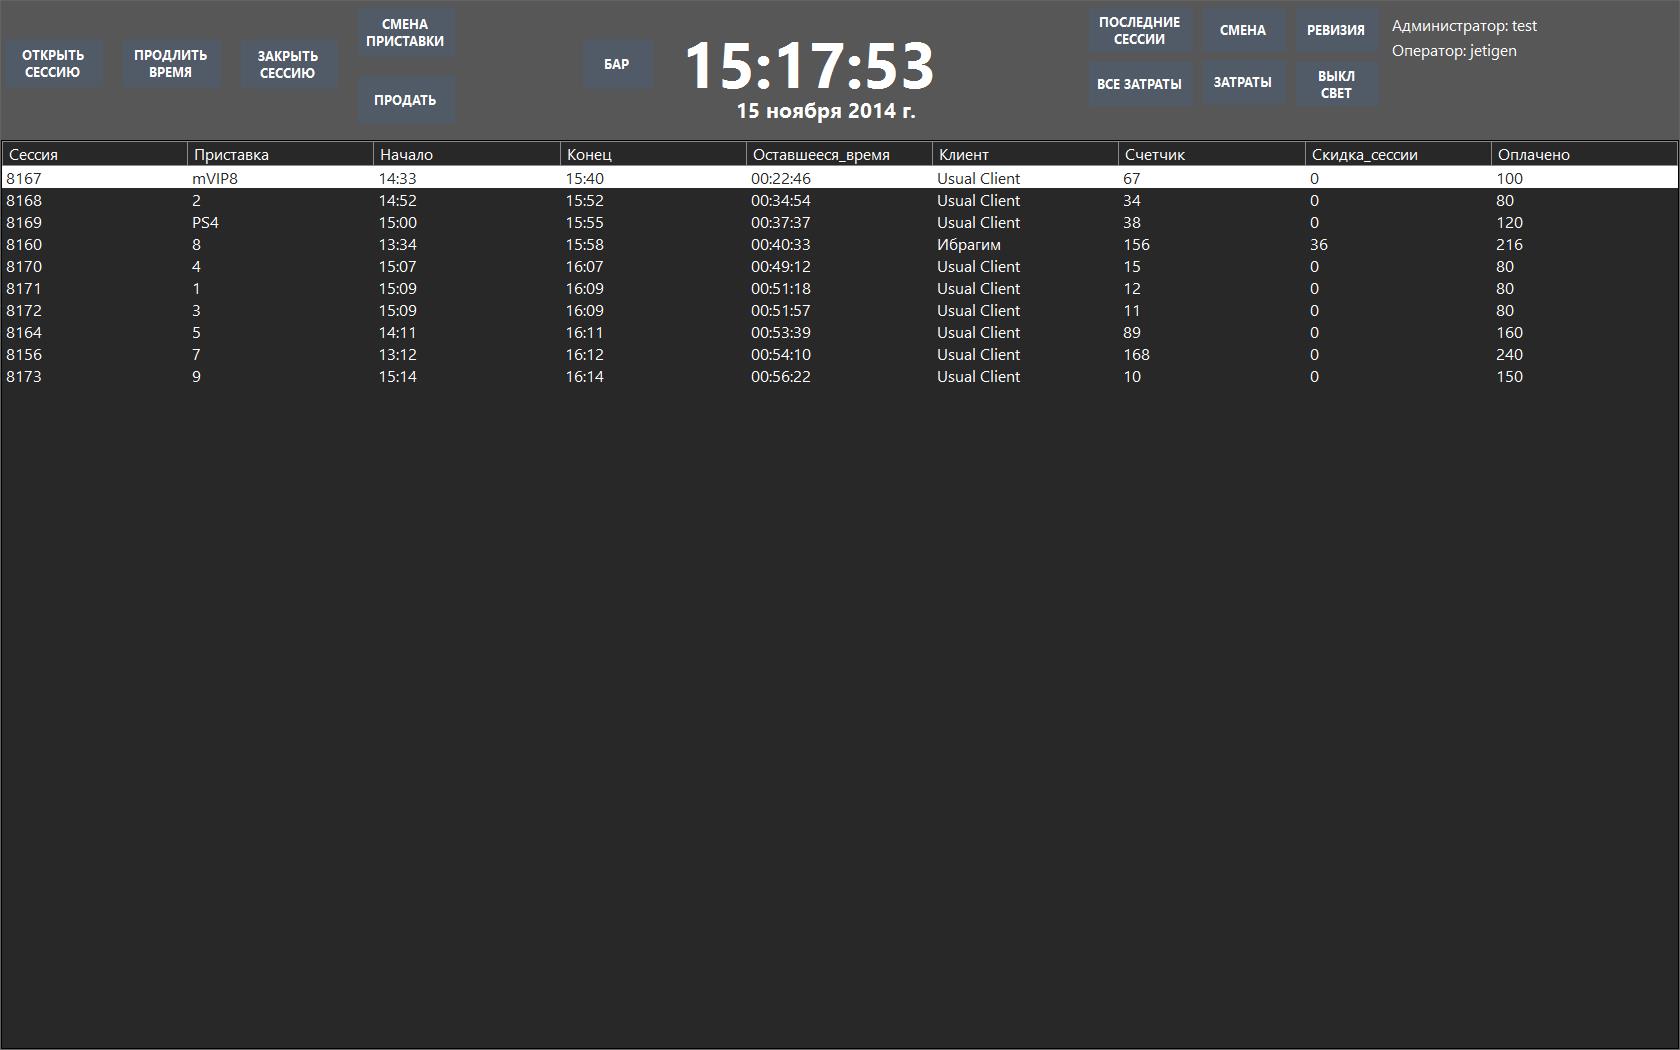 ОТКРЫТЬ
СЕССИЮ
ПРОДЛИТЬ
ВРЕМЯ
ЗАКРЫТЬ
СЕССИЮ
СМЕНА
ПРИСТАВКИ
ПРОДАТЬ
БАР
15:17:53
15 ноября 2014 г.
ПОСЛЕДНИЕ
СЕССИИ
СМЕНА
РЕВИЗИЯ
ВСЕ ЗАТРАТЫ
ЗАТРАТЫ
ВЫКЛ
СВЕТ
Администратор: test
Оператор: jetigen
Сессия Приставка Начало Конец Оставшееся_время Клиент Счетчик Скидка_сессии Оплачено
8167 mVIP8 14:33 15:40 00:22:46 Usual Client 67 0 100
8168 2 14:52 15:52 00:34:54 Usual Client 34 0 80
8169 PS4 15:00 15:55 00:37:37 Usual Client 38 0 120
8160 8 13:34 15:58 00:40:33 Ибрагим 156 36 216
8170 4 15:07 16:07 00:49:12 Usual Client 15 0 80
8171 1 15:09 16:09 00:51:18 Usual Client 12 0 80
8172 3 15:09 16:09 00:51:57 Usual Client 11 0 80
8164 5 14:11 16:11 00:53:39 Usual Client 89 0 160
8156 7 13:12 16:12 00:54:10 Usual Client 168 0 240
8173 9 15:14 16:14 00:56:22 Usual Client 10 0 150